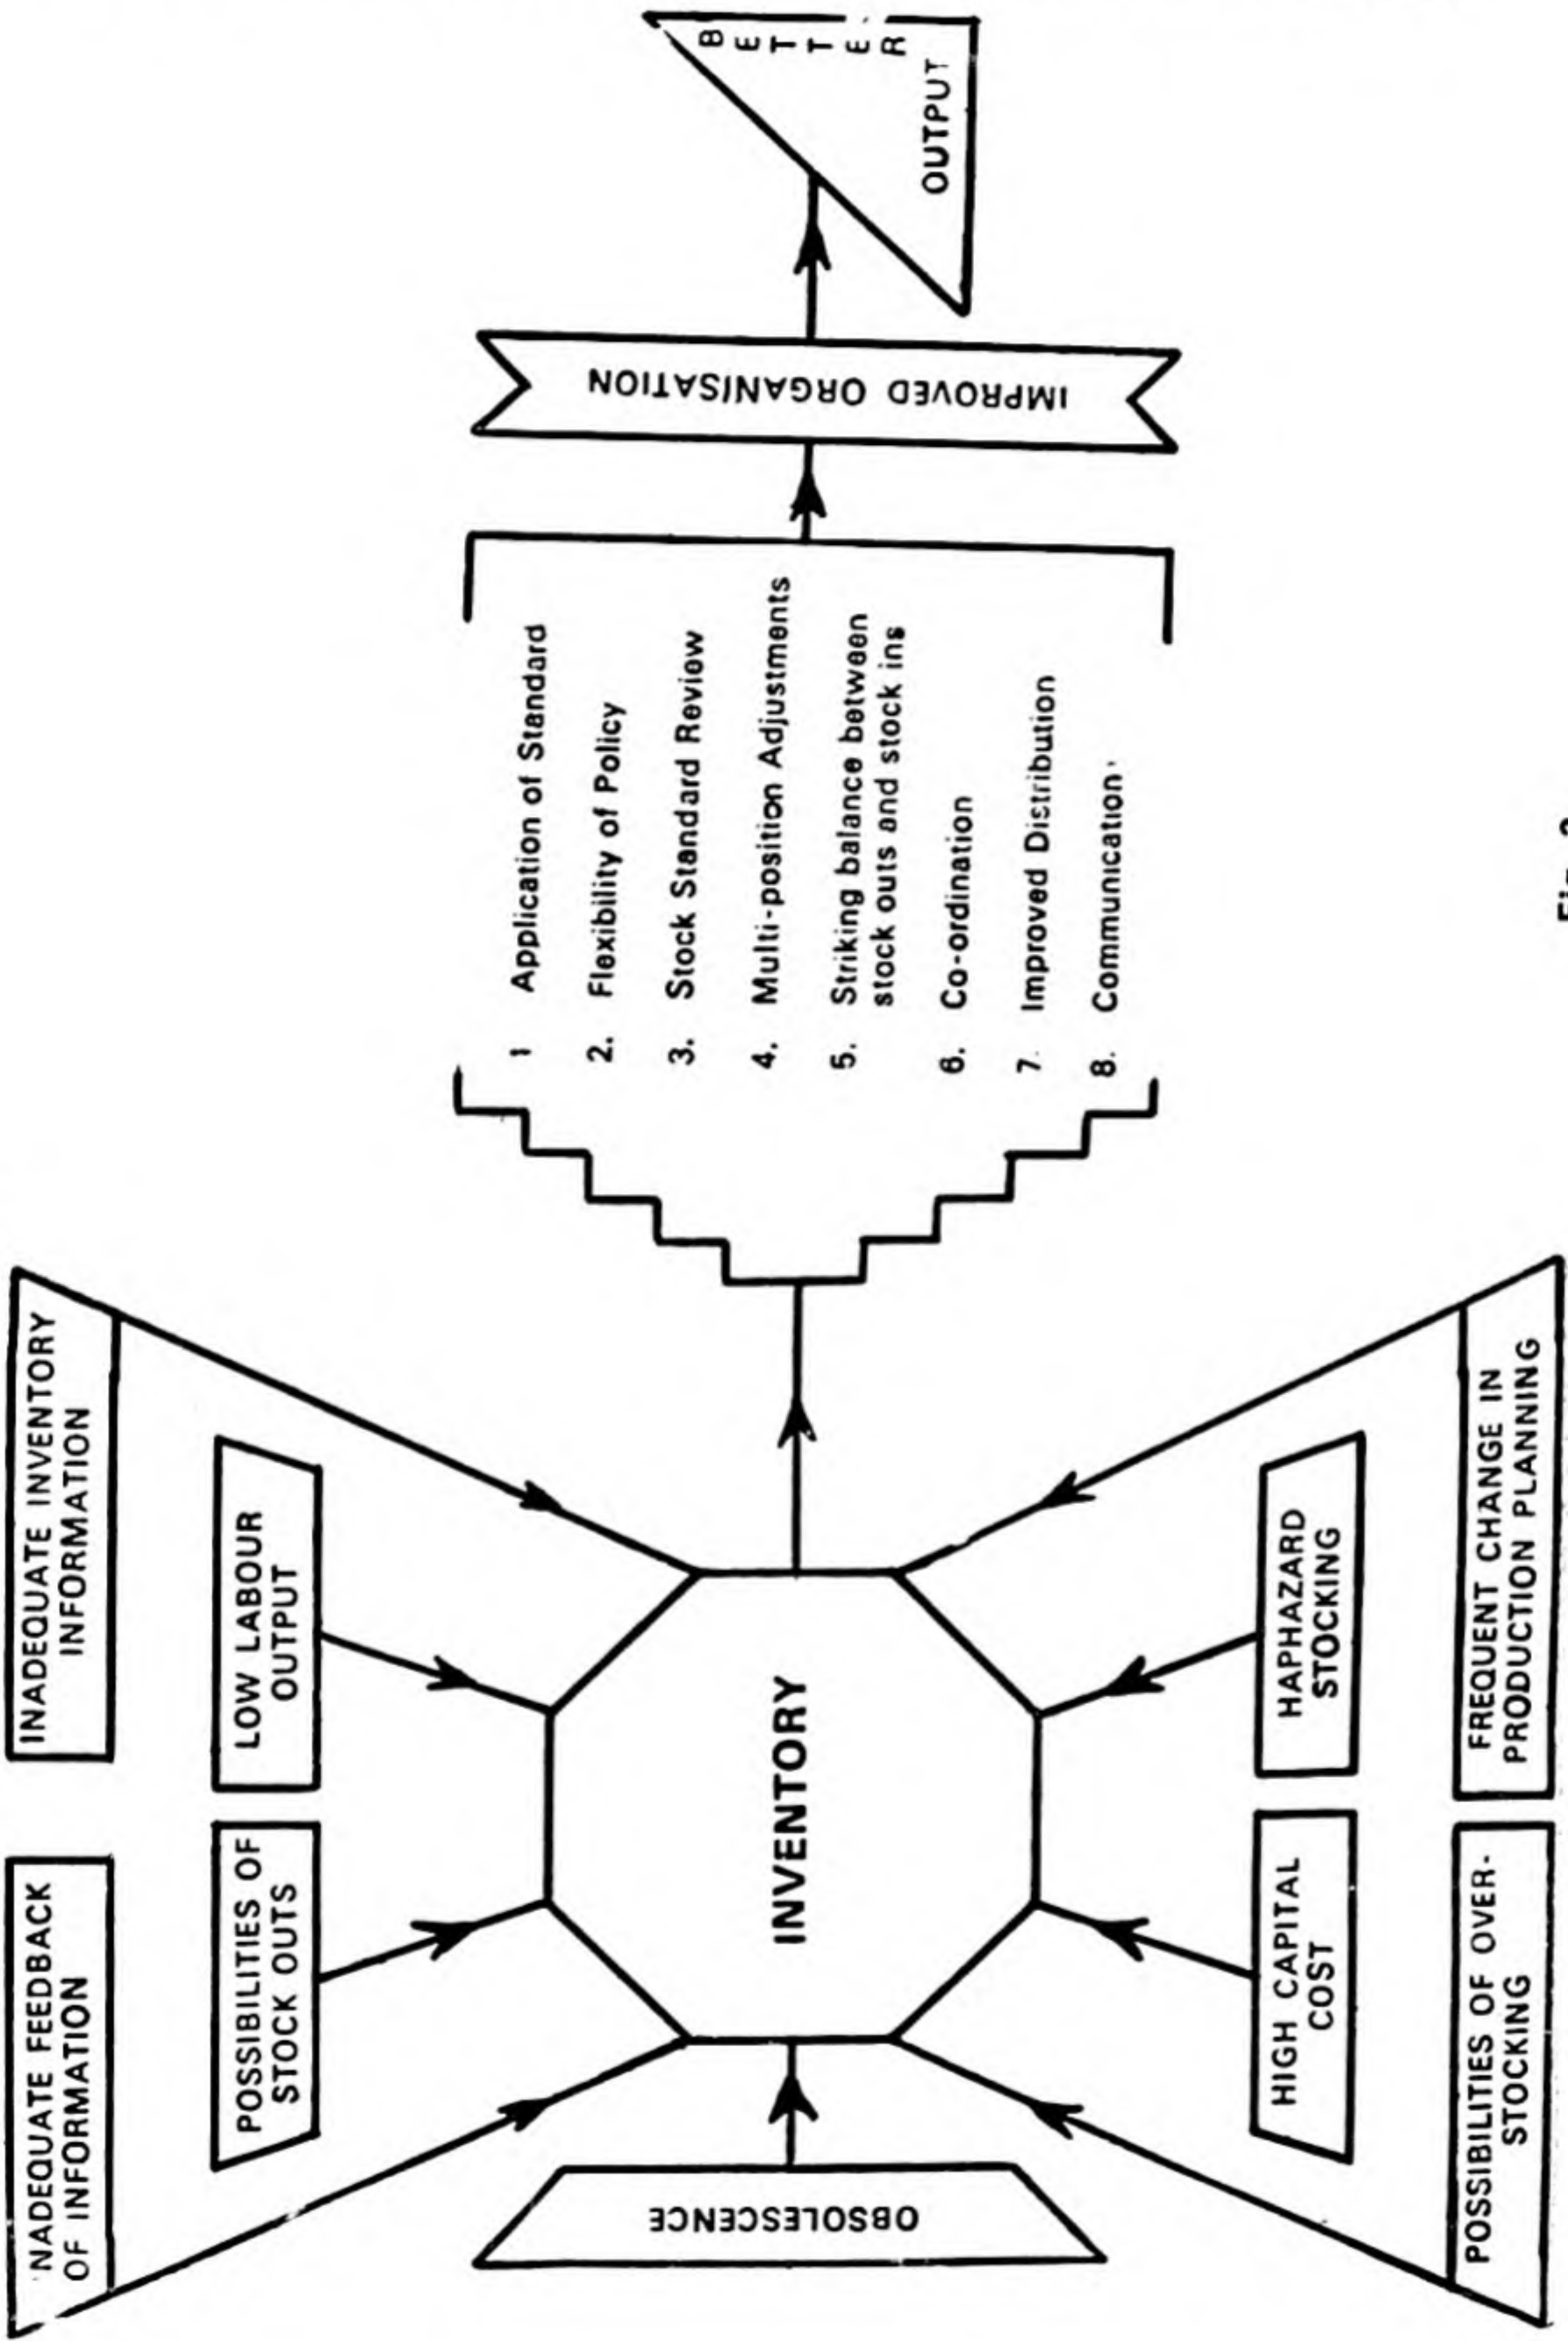 NADEQUATE FEEDBACK
OF INFORMATION
INADEQUATE INVENTORY
INFORMATION
POSSIBILITIES OF
STOCK OUTS
LOW LABOUR
OUTPUT
OBSOLESCENCE
INVENTORY
HIGH CAPITAL
COST
HAPHAZARD
STOCKING
POSSIBILITIES OF OVER-
STOCKING
FREQUENT CHANGE IN
PRODUCTION PLANNING
1 Application of Standard
2. Flexibility of Policy
3. Stock Standard Review
4. Multi-position Adjustments
5. Striking balance between
stock outs and stock ins
6. Co-ordination
7. Improved Distribution
8. Communication
IMPROVED ORGANISATION
BETTER
OUTPUT